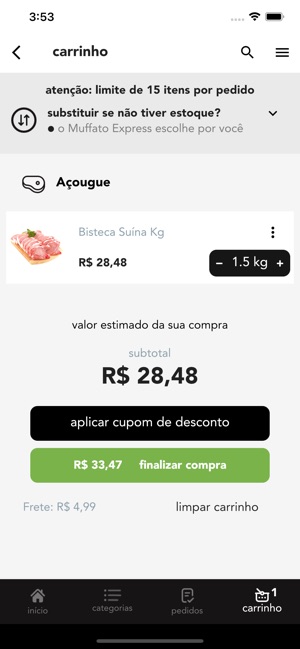 3:53
carrinho
atenção: limite de 15 itens por pedido
substituir se não tiver estoque?
● o Muffato Express escolhe por você
Açougue
Bisteca Suína Kg
R$ 28,48
– 1.5 kg +
valor estimado da sua compra
subtotal
R$ 28,48
aplicar cupom de desconto
R$ 33,47 finalizar compra
Frete: R$ 4,99 limpar carrinho
1
início categorias pedidos carrinho